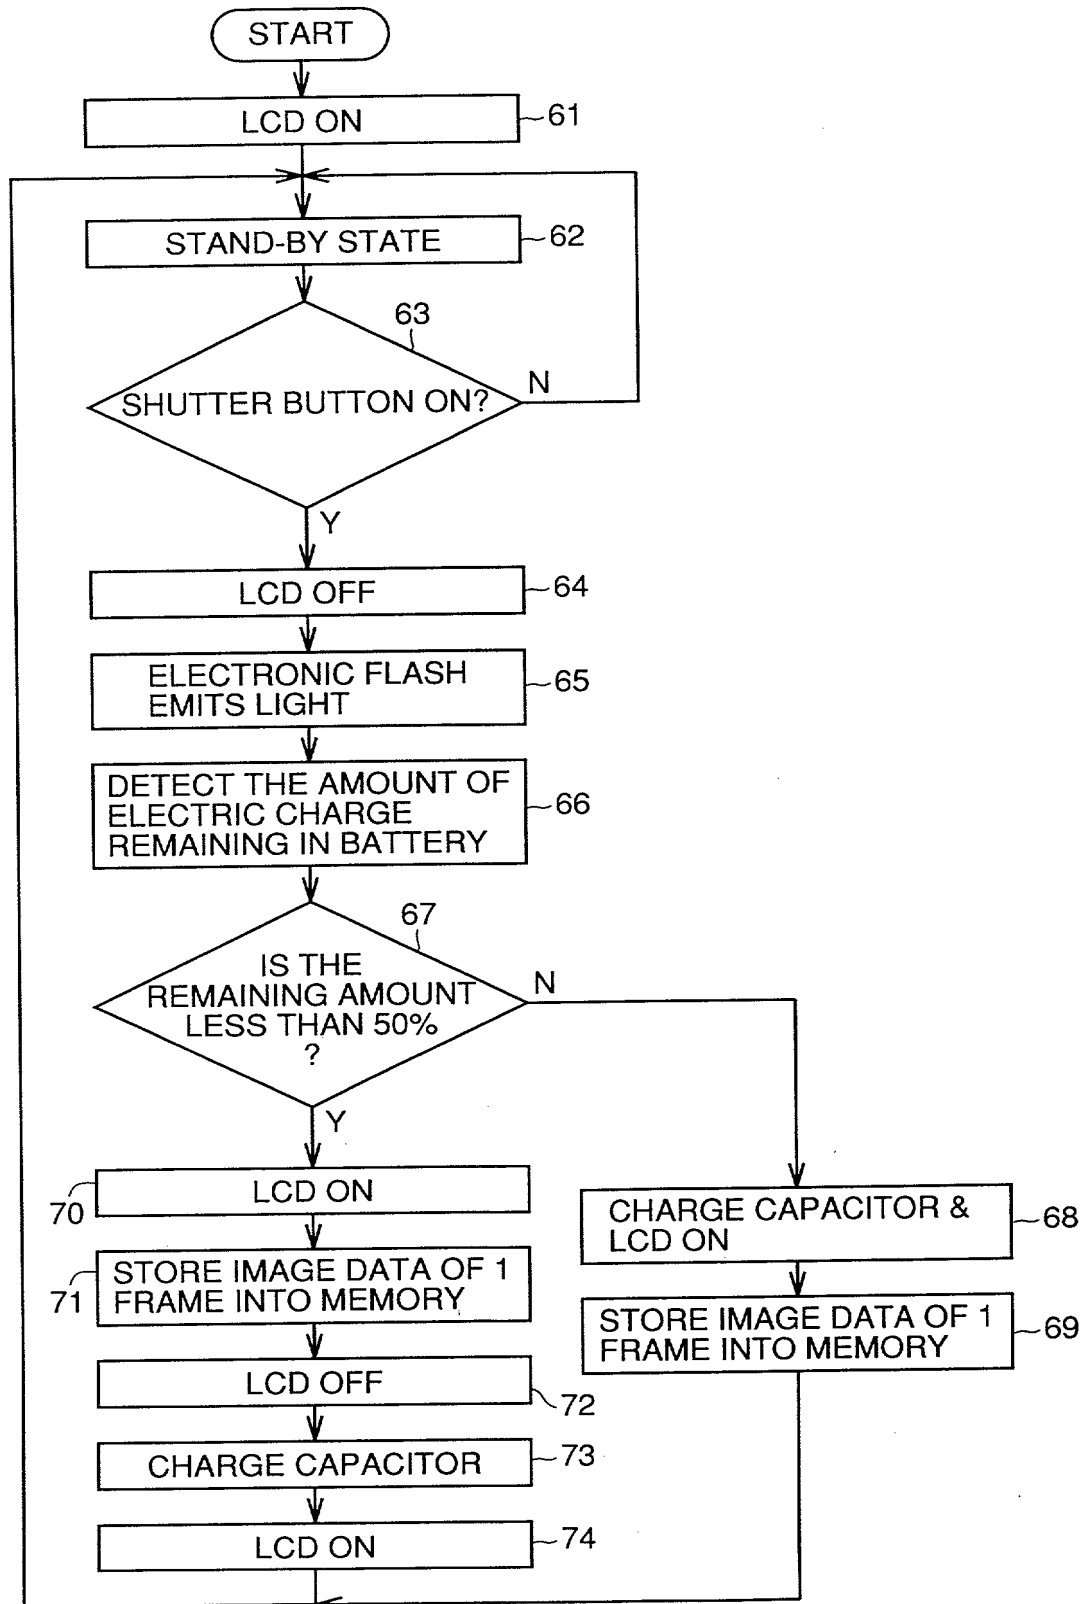 START
LCD ON
61
STAND-BY STATE
62
63
SHUTTER BUTTON ON?
N
Y
LCD OFF
64
ELECTRONIC FLASH
EMITS LIGHT
65
DETECT THE AMOUNT OF
ELECTRIC CHARGE
REMAINING IN BATTERY
66
67
IS THE
REMAINING AMOUNT
LESS THAN 50%
?
N
Y
70
LCD ON
CHARGE CAPACITOR &
LCD ON
68
71
STORE IMAGE DATA OF 1
FRAME INTO MEMORY
STORE IMAGE DATA OF 1
FRAME INTO MEMORY
69
LCD OFF
72
CHARGE CAPACITOR
73
LCD ON
74